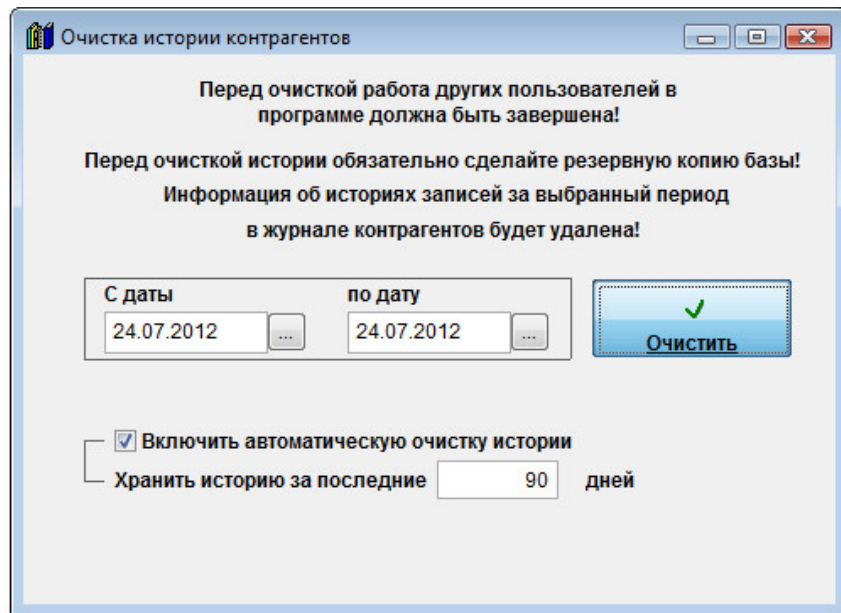 Очистка истории контрагентов
Перед очисткой работа других пользователей в
программе должна быть завершена!
Перед очисткой истории обязательно сделайте резервную копию базы!
Информация об историях записей за выбранный период
в журнале контрагентов будет удалена!
С даты по дату
24.07.2012 ... 24.07.2012 ...
Очистить
Включить автоматическую очистку истории
Хранить историю за последние 90 дней